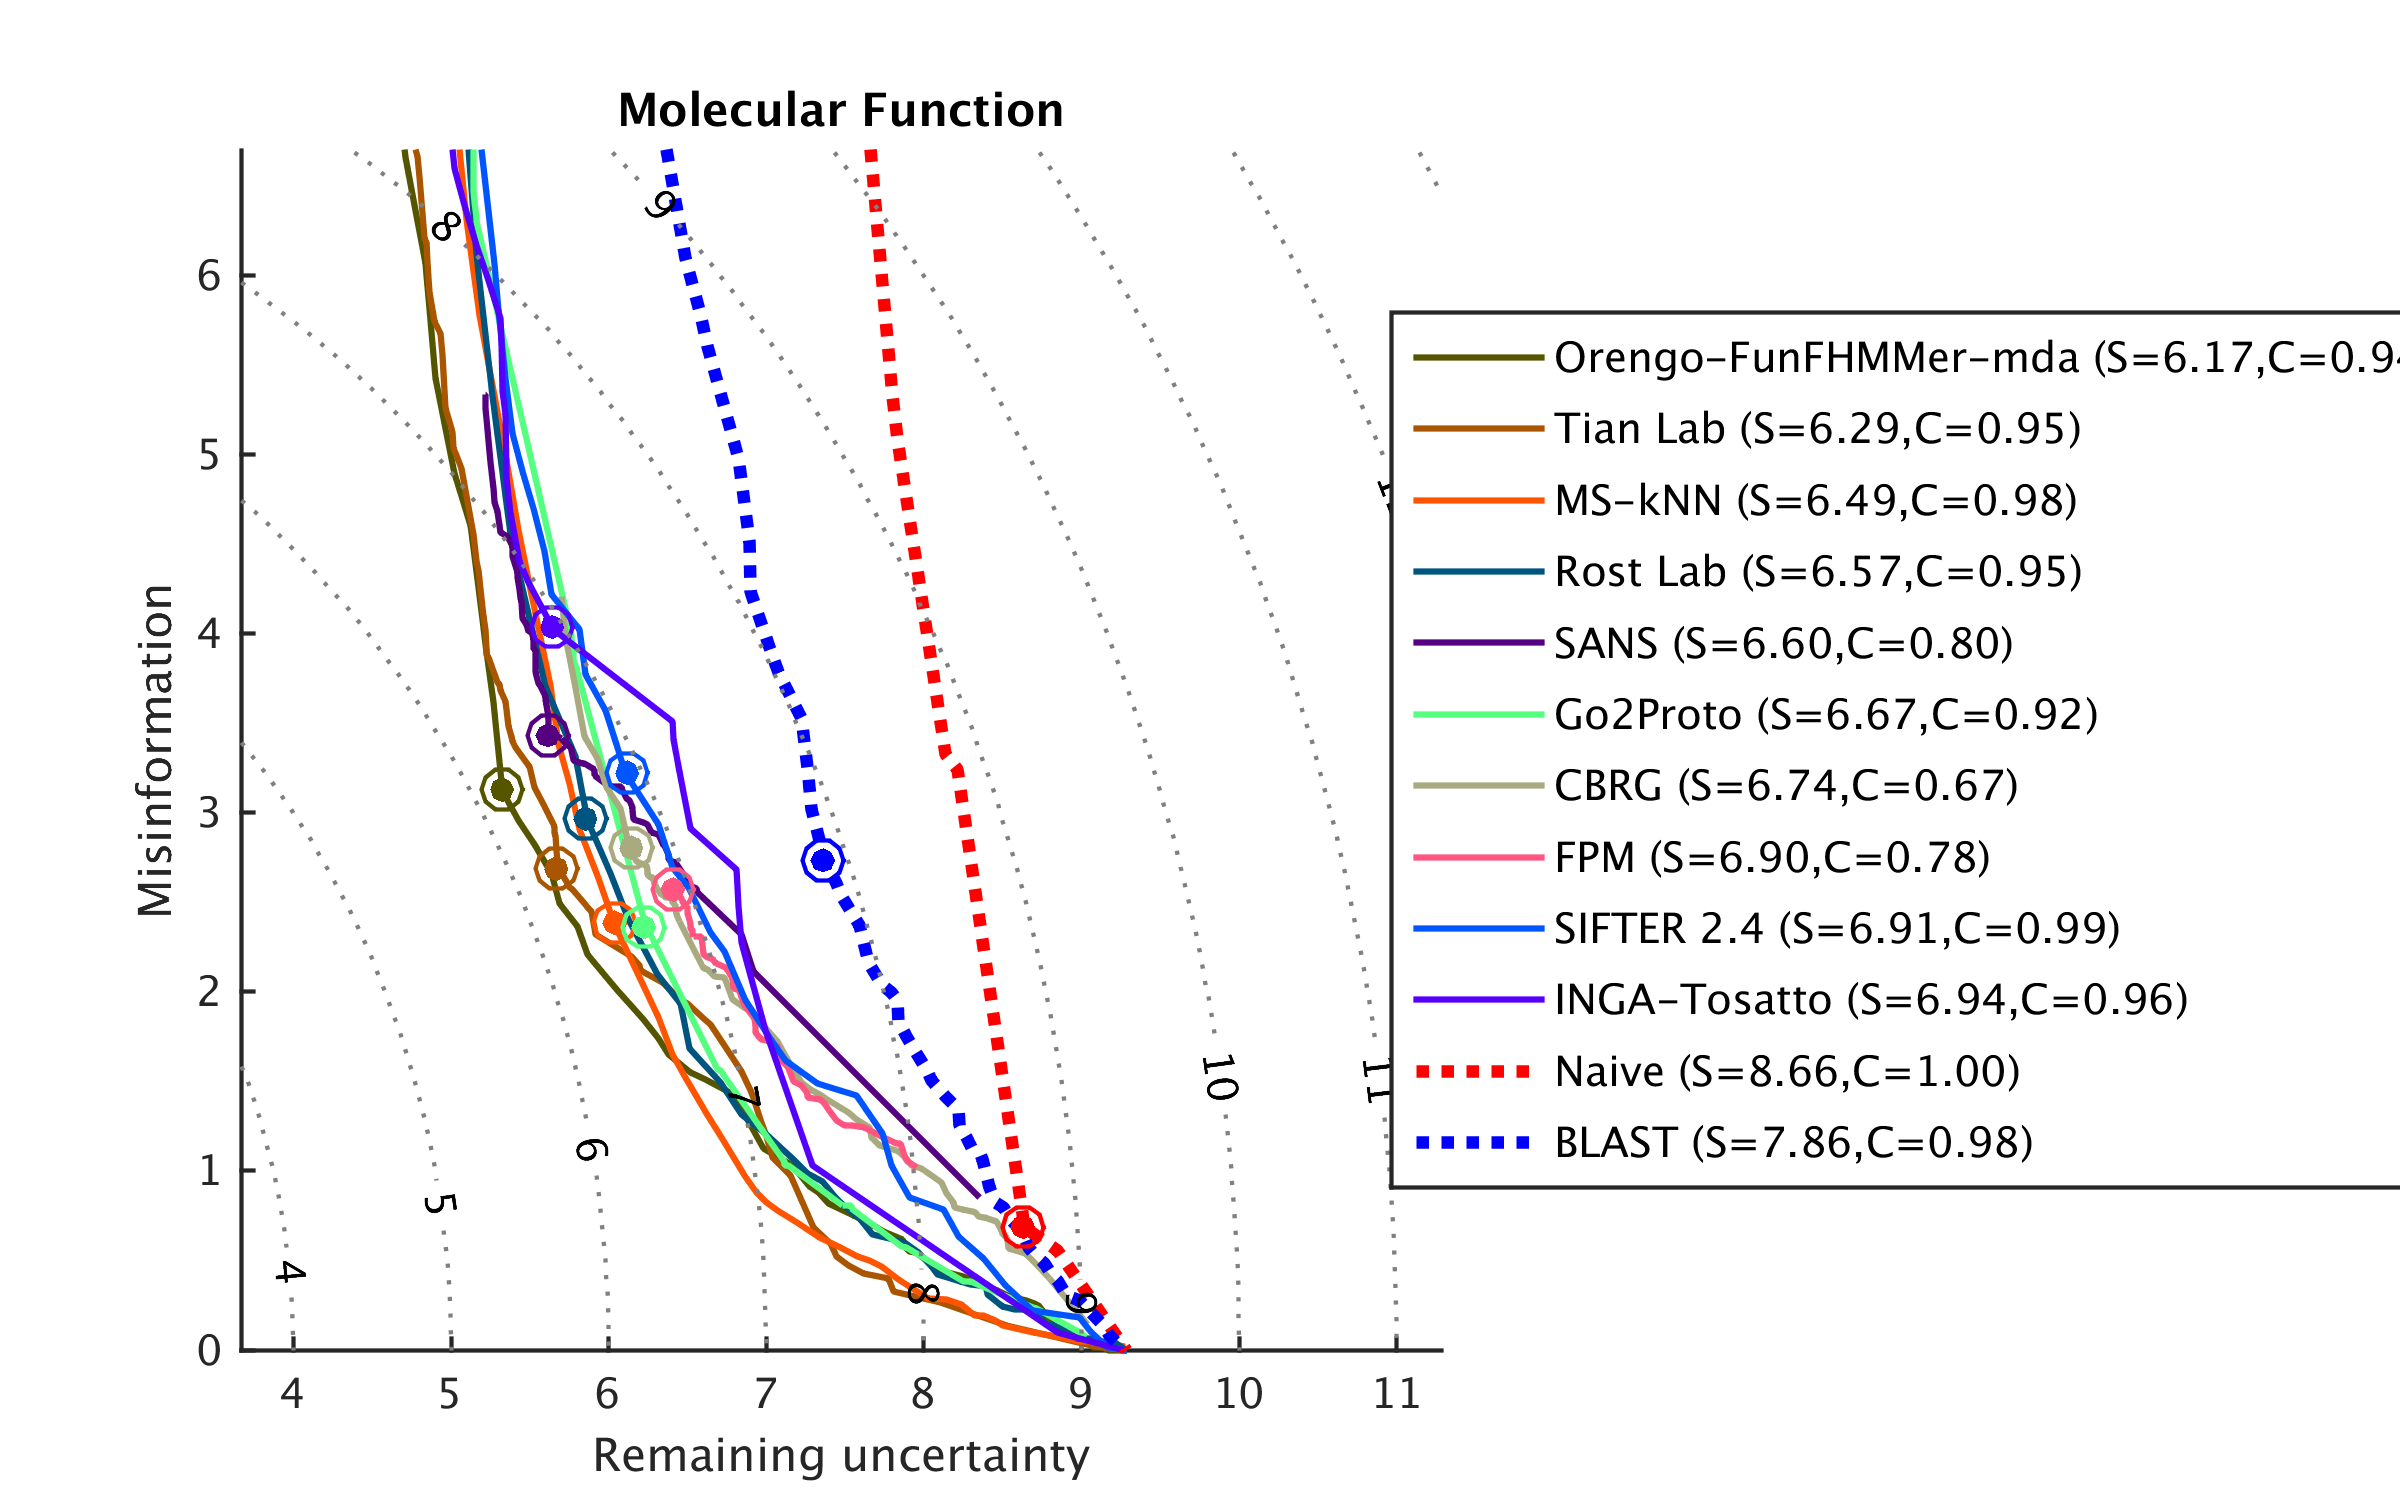 Molecular Function
Misinformation
6
5
4
3
2
1
0
4
5
6
7
8
9
10
11
Remaining uncertainty
8
9
4
5
6
7
8
9
10
11
Orengo-FunFHMMer-mda (S=6.17,C=0.94
Tian Lab (S=6.29,C=0.95)
MS-kNN (S=6.49,C=0.98)
Rost Lab (S=6.57,C=0.95)
SANS (S=6.60,C=0.80)
Go2Proto (S=6.67,C=0.92)
CBRG (S=6.74,C=0.67)
FPM (S=6.90,C=0.78)
SIFTER 2.4 (S=6.91,C=0.99)
INGA-Tosatto (S=6.94,C=0.96)
Naive (S=8.66,C=1.00)
BLAST (S=7.86,C=0.98)